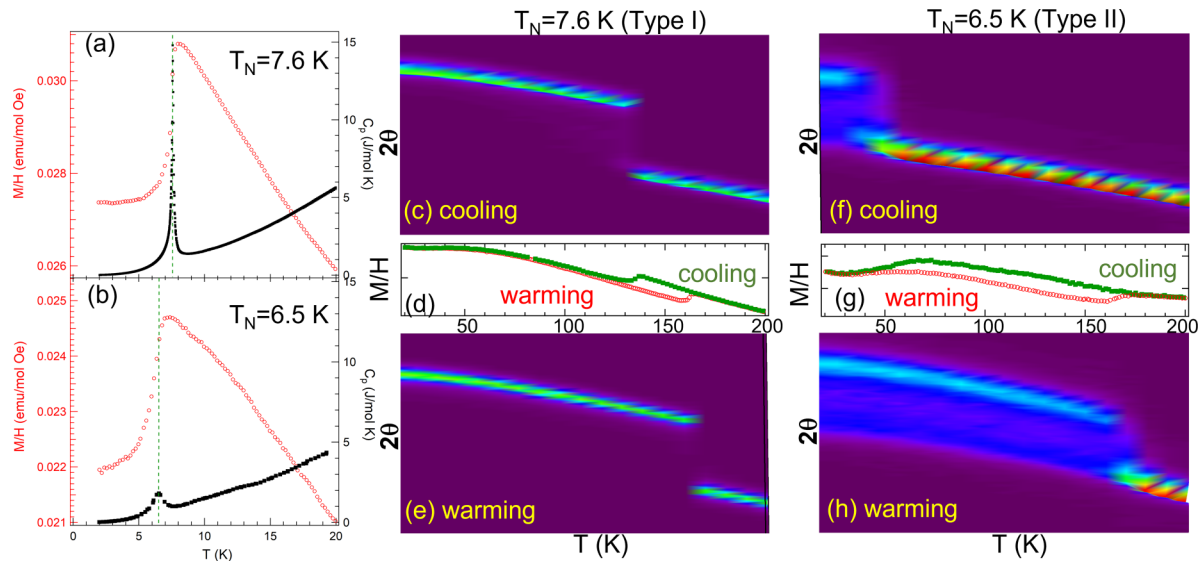 (a)
T_N=7.6 K
M/H (emu/mol Oe)
0.030
0.028
0.026
C_p (J/mol K)
15
10
5
0
(b)
T_N=6.5 K
M/H (emu/mol Oe)
0.025
0.024
0.023
0.022
0.021
C_p (J/mol K)
15
10
5
0
0
5
10
15
20
T (K)
T_N=7.6 K (Type I)
2θ
(c) cooling
M/H
(d)
warming
cooling
50
100
150
200
2θ
(e) warming
T (K)
T_N=6.5 K (Type II)
2θ
(f) cooling
M/H
(g)
warming
cooling
50
100
150
200
2θ
(h) warming
T (K)